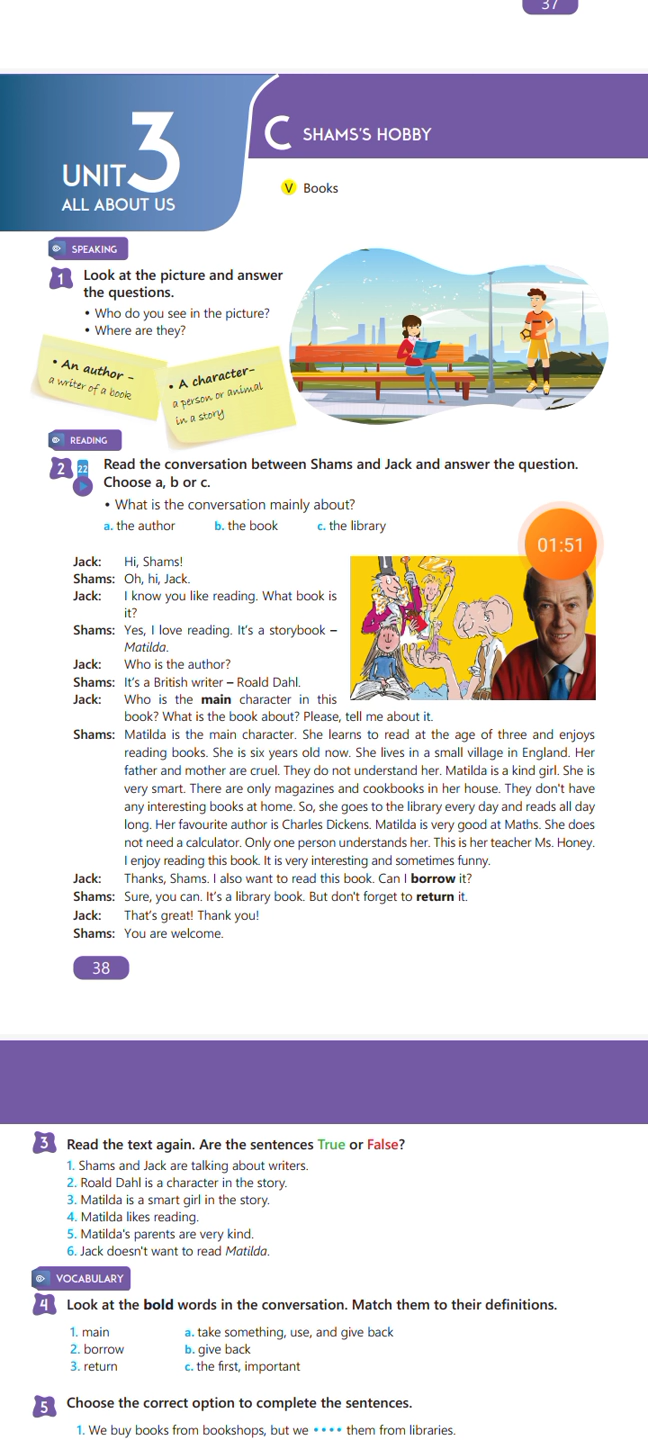 37
UNIT 3
ALL ABOUT US
C SHAMS'S HOBBY
V Books
SPEAKING
1 Look at the picture and answer
the questions.
• Who do you see in the picture?
• Where are they?
• An author –
a writer of a book
• A character–
a person or animal
in a story
READING
2 22 Read the conversation between Shams and Jack and answer the question.
Choose a, b or c.
• What is the conversation mainly about?
a. the author b. the book c. the library
01:51
Jack: Hi, Shams!
Shams: Oh, hi, Jack.
Jack: I know you like reading. What book is
it?
Shams: Yes, I love reading. It's a storybook –
Matilda.
Jack: Who is the author?
Shams: It's a British writer – Roald Dahl.
Jack: Who is the main character in this
book? What is the book about? Please, tell me about it.
Shams: Matilda is the main character. She learns to read at the age of three and enjoys
reading books. She is six years old now. She lives in a small village in England. Her
father and mother are cruel. They do not understand her. Matilda is a kind girl. She is
very smart. There are only magazines and cookbooks in her house. They don't have
any interesting books at home. So, she goes to the library every day and reads all day
long. Her favourite author is Charles Dickens. Matilda is very good at Maths. She does
not need a calculator. Only one person understands her. This is her teacher Ms. Honey.
I enjoy reading this book. It is very interesting and sometimes funny.
Jack: Thanks, Shams. I also want to read this book. Can I borrow it?
Shams: Sure, you can. It's a library book. But don't forget to return it.
Jack: That's great! Thank you!
Shams: You are welcome.
38
3 Read the text again. Are the sentences True or False?
1. Shams and Jack are talking about writers.
2. Roald Dahl is a character in the story.
3. Matilda is a smart girl in the story.
4. Matilda likes reading.
5. Matilda's parents are very kind.
6. Jack doesn't want to read Matilda.
VOCABULARY
4 Look at the bold words in the conversation. Match them to their definitions.
1. main a. take something, use, and give back
2. borrow b. give back
3. return c. the first, important
5 Choose the correct option to complete the sentences.
1. We buy books from bookshops, but we •••• them from libraries.